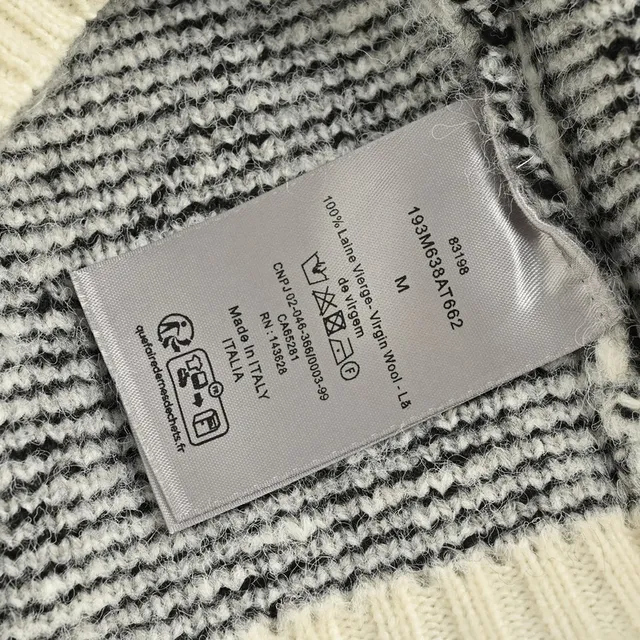 83198
193M638AT662
M
100% Laine Vierge- Virgin Wool - Lã
de virgem
CNPJ 02-046-366/0003-99
CA65281
RN : 143928
Made in ITALY
ITALIA
quefairedemesdechets.fr